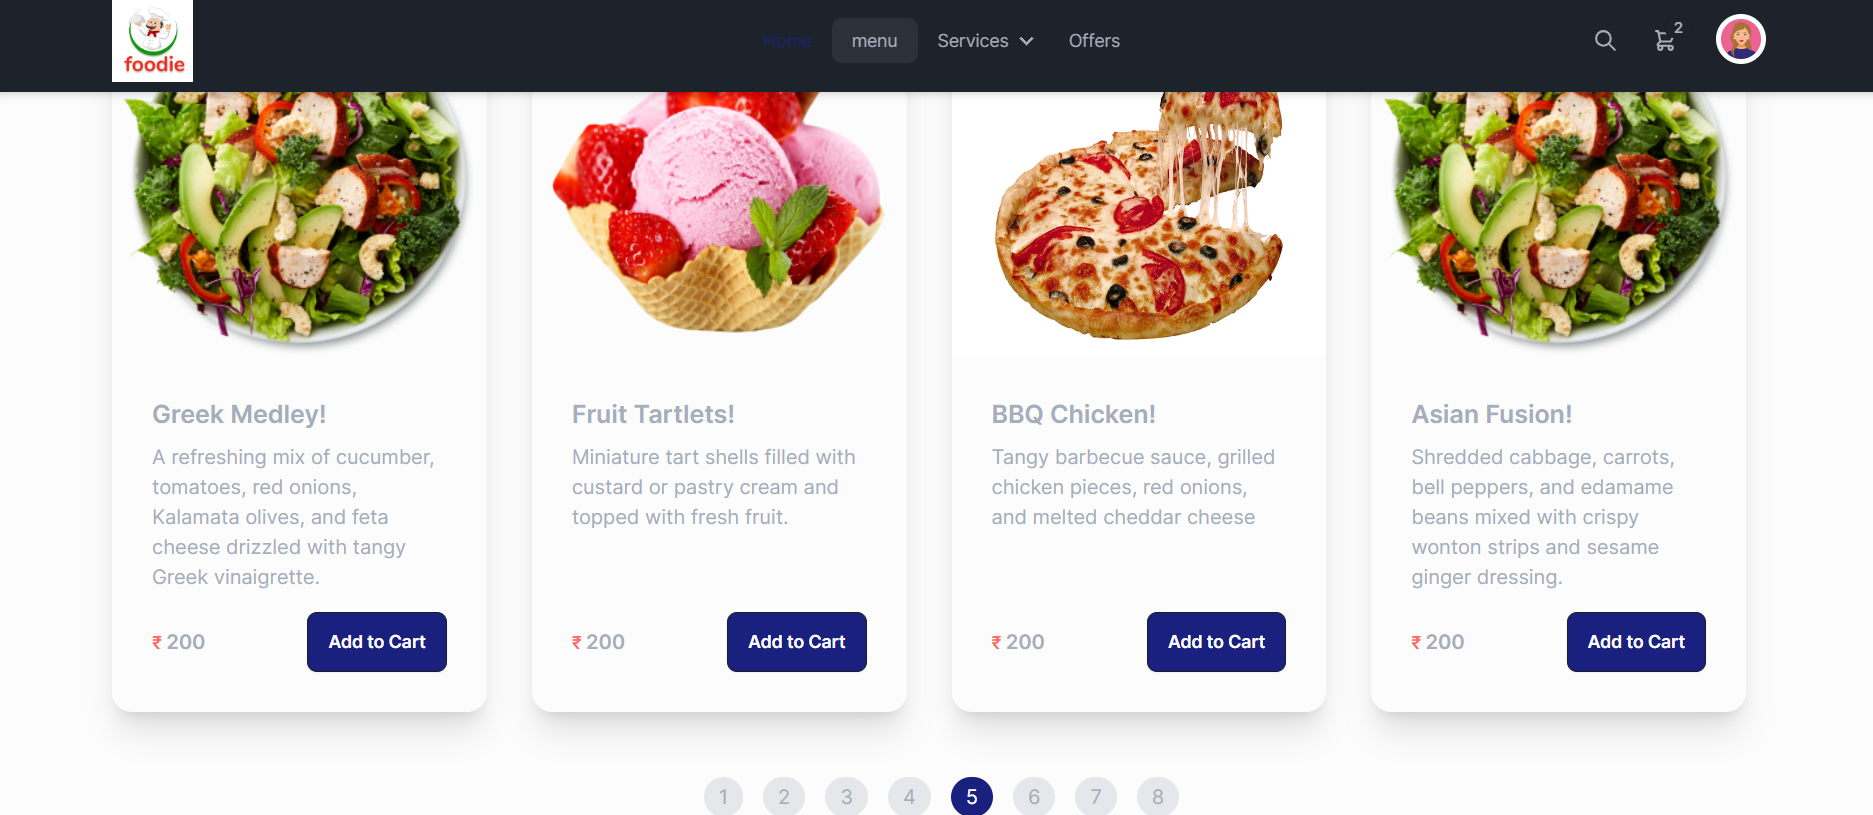 foodie
Home
menu
Services
Offers
2
Greek Medley!
A refreshing mix of cucumber,
tomatoes, red onions,
Kalamata olives, and feta
cheese drizzled with tangy
Greek vinaigrette.
₹ 200
Add to Cart
Fruit Tartlets!
Miniature tart shells filled with
custard or pastry cream and
topped with fresh fruit.
₹ 200
Add to Cart
BBQ Chicken!
Tangy barbecue sauce, grilled
chicken pieces, red onions,
and melted cheddar cheese
₹ 200
Add to Cart
Asian Fusion!
Shredded cabbage, carrots,
bell peppers, and edamame
beans mixed with crispy
wonton strips and sesame
ginger dressing.
₹ 200
Add to Cart
1 2 3 4 5 6 7 8